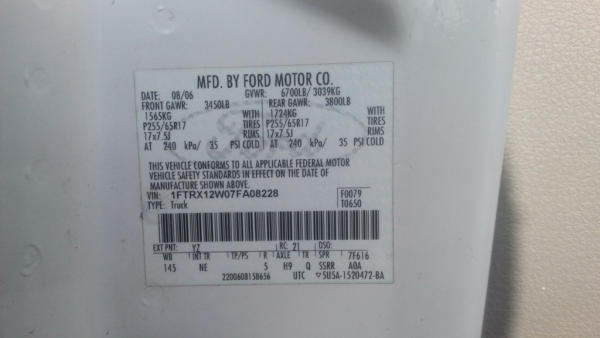 MFD. BY FORD MOTOR CO.
DATE: 08/06 GVWR: 6700LB/ 3039KG
FRONT GAWR: 3450LB REAR GAWR: 3800LB
1565KG WITH 1724KG WITH
P255/65R17 TIRES P255/65R17 TIRES
17x7.5J RIMS 17x7.5J RIMS
AT 240 kPa/ 35 PSI COLD AT 240 kPa/ 35 PSI COLD
THIS VEHICLE CONFORMS TO ALL APPLICABLE FEDERAL MOTOR
VEHICLE SAFETY STANDARDS IN EFFECT ON THE DATE OF
MANUFACTURE SHOWN ABOVE.
VIN: 1FTRX12W07FA08228 F0079
TYPE: Truck T0650
EXT PNT: YZ RC: 21 DSO:
WB INT TR TP/PS R AXLE TR SPR 7F616
145 NE 5 H9 Q SSRR A0A
2200608158656 UTC 5U5A-1520472-BA